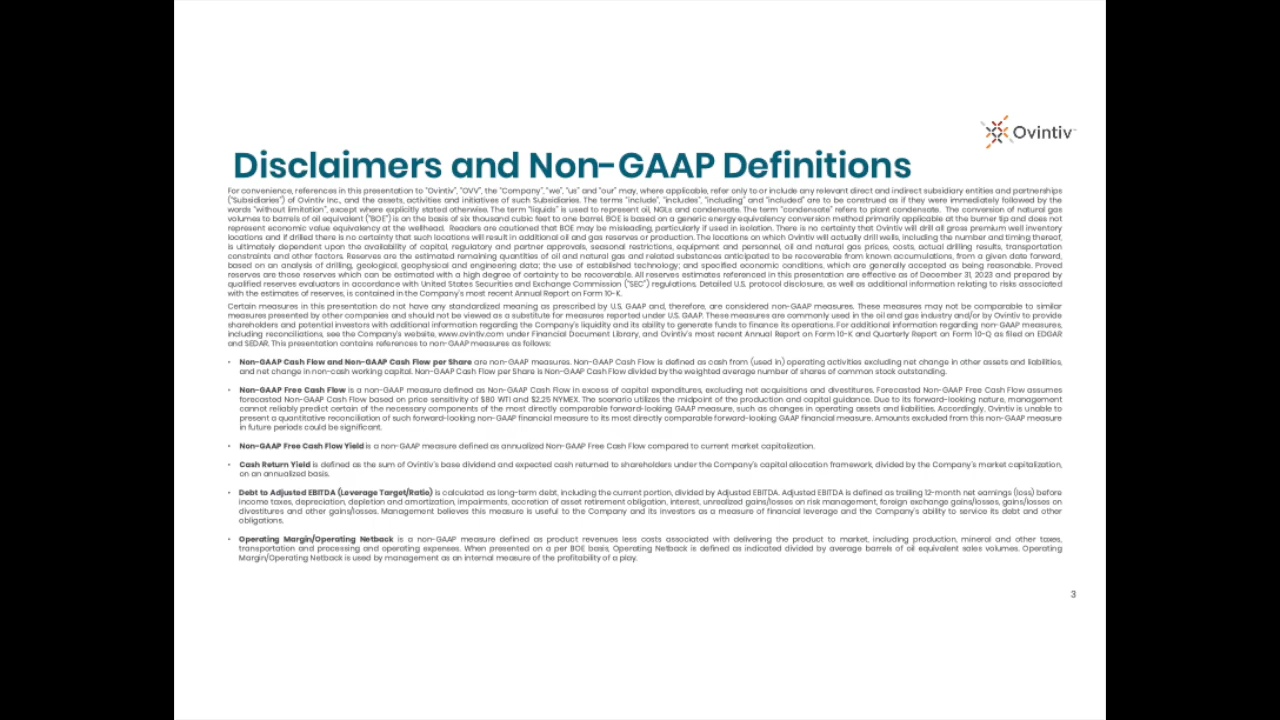 Ovintiv
Disclaimers and Non-GAAP Definitions
For convenience, references in this presentation to "Ovintiv", "OVV", the "Company", "we", "us" and "our" may, where applicable, refer only to or include any relevant direct and indirect subsidiary entities and partnerships
("Subsidiaries") of Ovintiv Inc., and the assets, activities and initiatives of such Subsidiaries. The terms "include", "includes", "including" and "included" are to be construed as if they were immediately followed by the
words "without limitation", except where explicitly stated otherwise. The term "liquids" is used to represent oil, NGLs and condensate. The term "condensate" refers to plant condensate. The conversion of natural gas
volumes to barrels of oil equivalent ("BOE") is on the basis of six thousand cubic feet to one barrel. BOE is based on a generic energy equivalency conversion method primarily applicable at the burner tip and does not
represent economic value equivalency at the wellhead. Readers are cautioned that BOE may be misleading, particularly if used in isolation. There is no certainty that Ovintiv will drill all gross premium well inventory
locations and if drilled there is no certainty that such locations will result in additional oil and gas reserves or production. The locations on which Ovintiv will actually drill wells, including the number and timing thereof,
is ultimately dependent upon the availability of capital, regulatory and partner approvals, seasonal restrictions, equipment and personnel, oil and natural gas prices, costs, actual drilling results, transportation
constraints and other factors. Reserves are the estimated remaining quantities of oil and natural gas and related substances anticipated to be recoverable from known accumulations, from a given date forward,
based on an analysis of drilling, geological, geophysical and engineering data; the use of established technology; and specified economic conditions, which are generally accepted as being reasonable. Proved
reserves are those reserves which can be estimated with a high degree of certainty to be recoverable. All reserves estimates referenced in this presentation are effective as of December 31, 2023 and prepared by
qualified reserves evaluators in accordance with United States Securities and Exchange Commission ("SEC") regulations. Detailed U.S. protocol disclosure, as well as additional information relating to risks associated
with the estimates of reserves, is contained in the Company's most recent Annual Report on Form 10-K.
Certain measures in this presentation do not have any standardized meaning as prescribed by U.S. GAAP and, therefore, are considered non-GAAP measures. These measures may not be comparable to similar
measures presented by other companies and should not be viewed as a substitute for measures reported under U.S. GAAP. These measures are commonly used in the oil and gas industry and/or by Ovintiv to provide
shareholders and potential investors with additional information regarding the Company's liquidity and its ability to generate funds to finance its operations. For additional information regarding non-GAAP measures,
including reconciliations, see the Company's website, www.ovintiv.com under Financial Document Library, and Ovintiv's most recent Annual Report on Form 10-K and Quarterly Report on Form 10-Q as filed on EDGAR
and SEDAR. This presentation contains references to non-GAAP measures as follows:
• Non-GAAP Cash Flow and Non-GAAP Cash Flow per Share are non-GAAP measures. Non-GAAP Cash Flow is defined as cash from (used in) operating activities excluding net change in other assets and liabilities,
and net change in non-cash working capital. Non-GAAP Cash Flow per Share is Non-GAAP Cash Flow divided by the weighted average number of shares of common stock outstanding.
• Non-GAAP Free Cash Flow is a non-GAAP measure defined as Non-GAAP Cash Flow in excess of capital expenditures, excluding net acquisitions and divestitures. Forecasted Non-GAAP Free Cash Flow assumes
forecasted Non-GAAP Cash Flow based on price sensitivity of $80 WTI and $2.25 NYMEX. The scenario utilizes the midpoint of the production and capital guidance. Due to its forward-looking nature, management
cannot reliably predict certain of the necessary components of the most directly comparable forward-looking GAAP measure, such as changes in operating assets and liabilities. Accordingly, Ovintiv is unable to
present a quantitative reconciliation of such forward-looking non-GAAP financial measure to its most directly comparable forward-looking GAAP financial measure. Amounts excluded from this non-GAAP measure
in future periods could be significant.
• Non-GAAP Free Cash Flow Yield is a non-GAAP measure defined as annualized Non-GAAP Free Cash Flow compared to current market capitalization.
• Cash Return Yield is defined as the sum of Ovintiv's base dividend and expected cash returned to shareholders under the Company's capital allocation framework, divided by the Company's market capitalization,
on an annualized basis.
• Debt to Adjusted EBITDA (Leverage Target/Ratio) is calculated as long-term debt, including the current portion, divided by Adjusted EBITDA. Adjusted EBITDA is defined as trailing 12-month net earnings (loss) before
income taxes, depreciation, depletion and amortization, impairments, accretion of asset retirement obligation, interest, unrealized gains/losses on risk management, foreign exchange gains/losses, gains/losses on
divestitures and other gains/losses. Management believes this measure is useful to the Company and its investors as a measure of financial leverage and the Company's ability to service its debt and other
obligations.
• Operating Margin/Operating Netback is a non-GAAP measure defined as product revenues less costs associated with delivering the product to market, including production, mineral and other taxes,
transportation and processing and operating expenses. When presented on a per BOE basis, Operating Netback is defined as indicated divided by average barrels of oil equivalent sales volumes. Operating
Margin/Operating Netback is used by management as an internal measure of the profitability of a play.
3